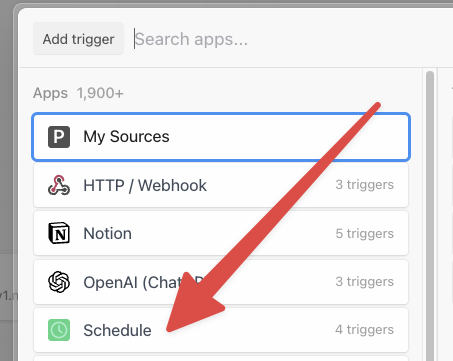 Add trigger Search apps...
Apps 1,900+
P My Sources
HTTP / Webhook 3 triggers
Notion 5 triggers
OpenAI (Chat 3 triggers
Schedule 4 triggers